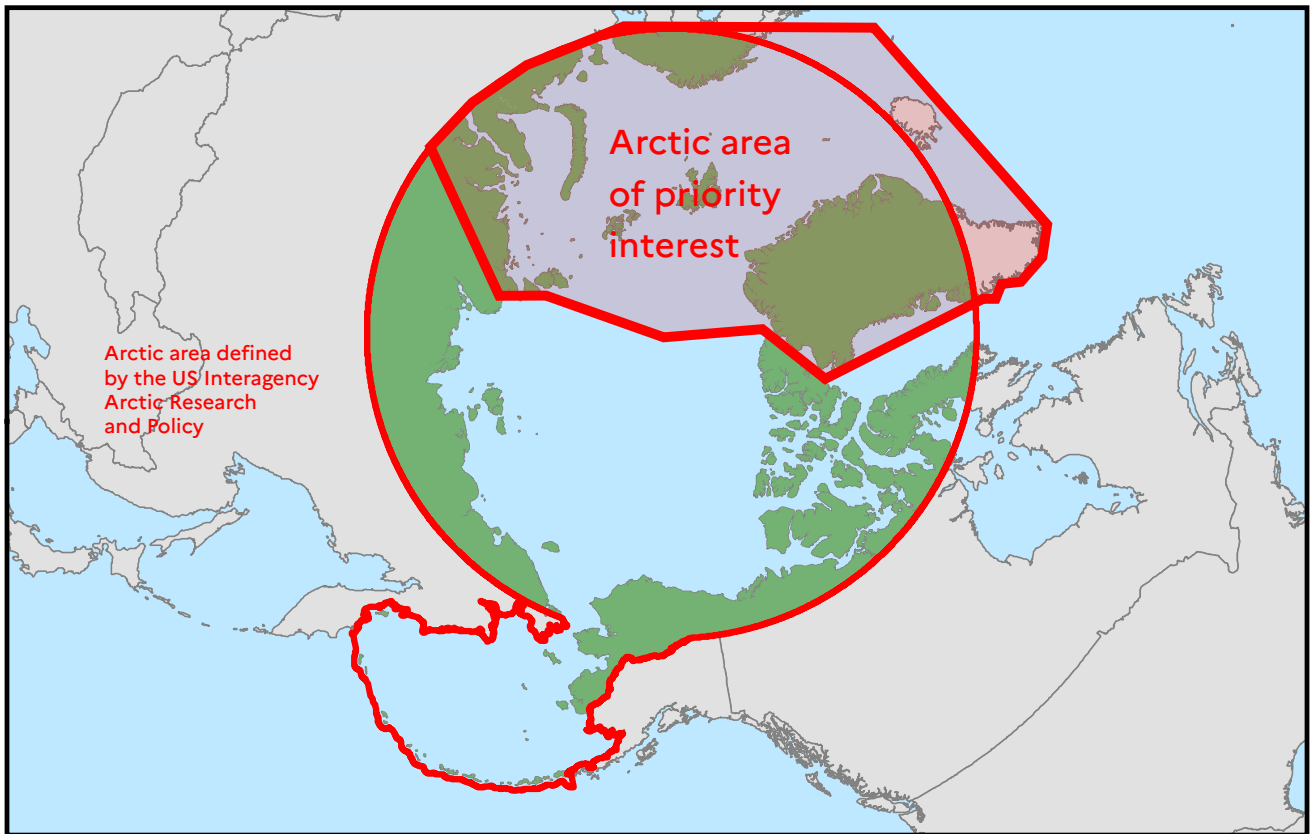 Arctic area
of priority
interest
Arctic area defined
by the US Interagency
Arctic Research
and Policy